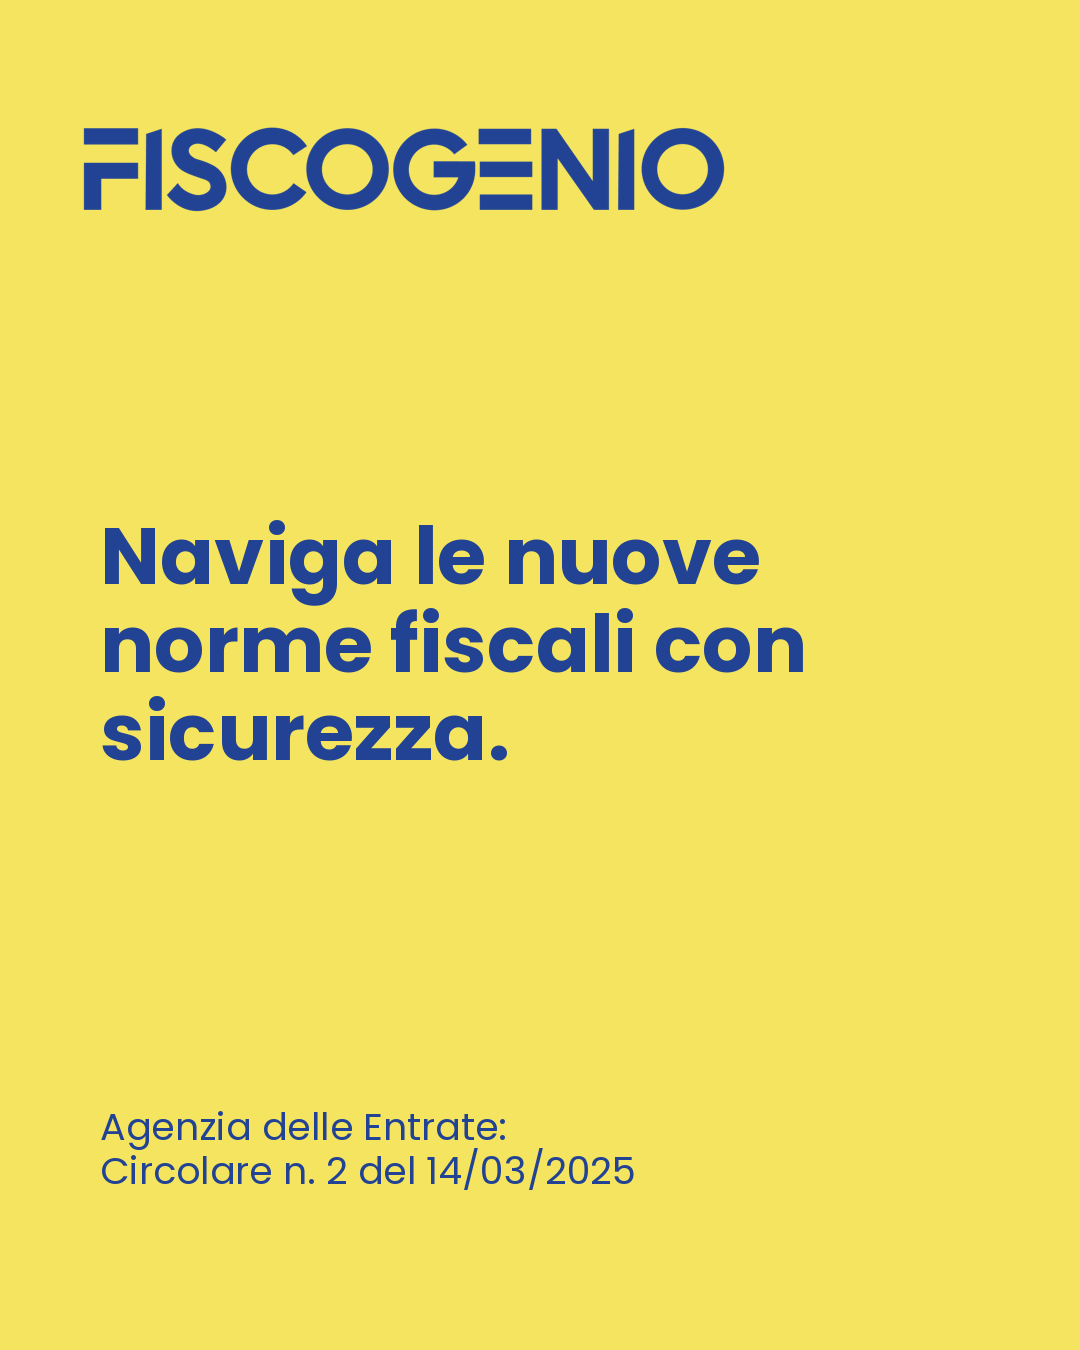 FISCOGENIO
Naviga le nuove
norme fiscali con
sicurezza.
Agenzia delle Entrate:
Circolare n. 2 del 14/03/2025